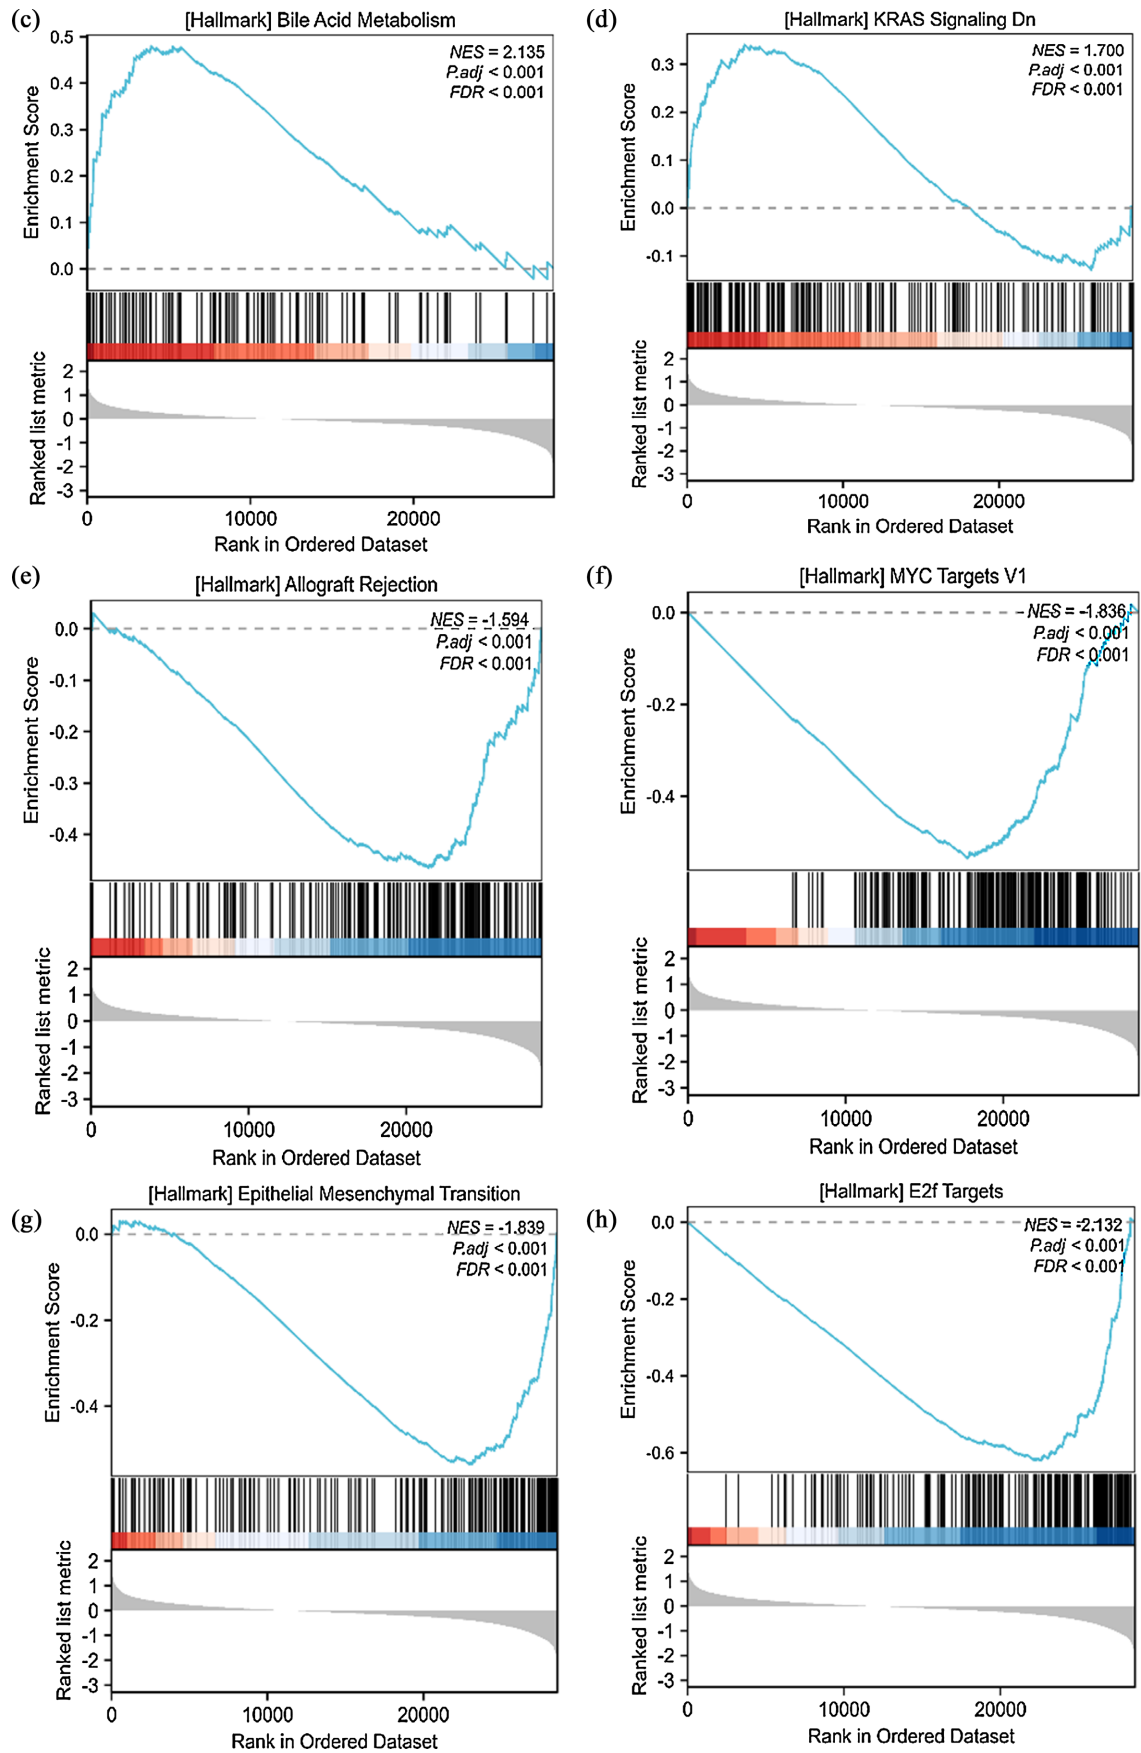 (c)
[Hallmark] Bile Acid Metabolism
NES = 2.135
P.adj < 0.001
FDR < 0.001
Enrichment Score
0.5
0.4
0.3
0.2
0.1
0.0
Ranked list metric
2
1
0
-1
-2
-3
0
10000
20000
Rank in Ordered Dataset
(d)
[Hallmark] KRAS Signaling Dn
NES = 1.700
P.adj < 0.001
FDR < 0.001
Enrichment Score
0.3
0.2
0.1
0.0
-0.1
Ranked list metric
2
1
0
-1
-2
-3
0
10000
20000
Rank in Ordered Dataset
(e)
[Hallmark] Allograft Rejection
NES = -1.594
P.adj < 0.001
FDR < 0.001
Enrichment Score
0.0
-0.1
-0.2
-0.3
-0.4
Ranked list metric
2
1
0
-1
-2
-3
0
10000
20000
Rank in Ordered Dataset
(f)
[Hallmark] MYC Targets V1
NES = -1.836
P.adj < 0.001
FDR < 0.001
Enrichment Score
0.0
-0.2
-0.4
Ranked list metric
2
1
0
-1
-2
-3
0
10000
20000
Rank in Ordered Dataset
(g)
[Hallmark] Epithelial Mesenchymal Transition
NES = -1.839
P.adj < 0.001
FDR < 0.001
Enrichment Score
0.0
-0.2
-0.4
Ranked list metric
2
1
0
-1
-2
-3
0
10000
20000
Rank in Ordered Dataset
(h)
[Hallmark] E2f Targets
NES = -2.132
P.adj < 0.001
FDR < 0.001
Enrichment Score
0.0
-0.2
-0.4
-0.6
Ranked list metric
2
1
0
-1
-2
-3
0
10000
20000
Rank in Ordered Dataset